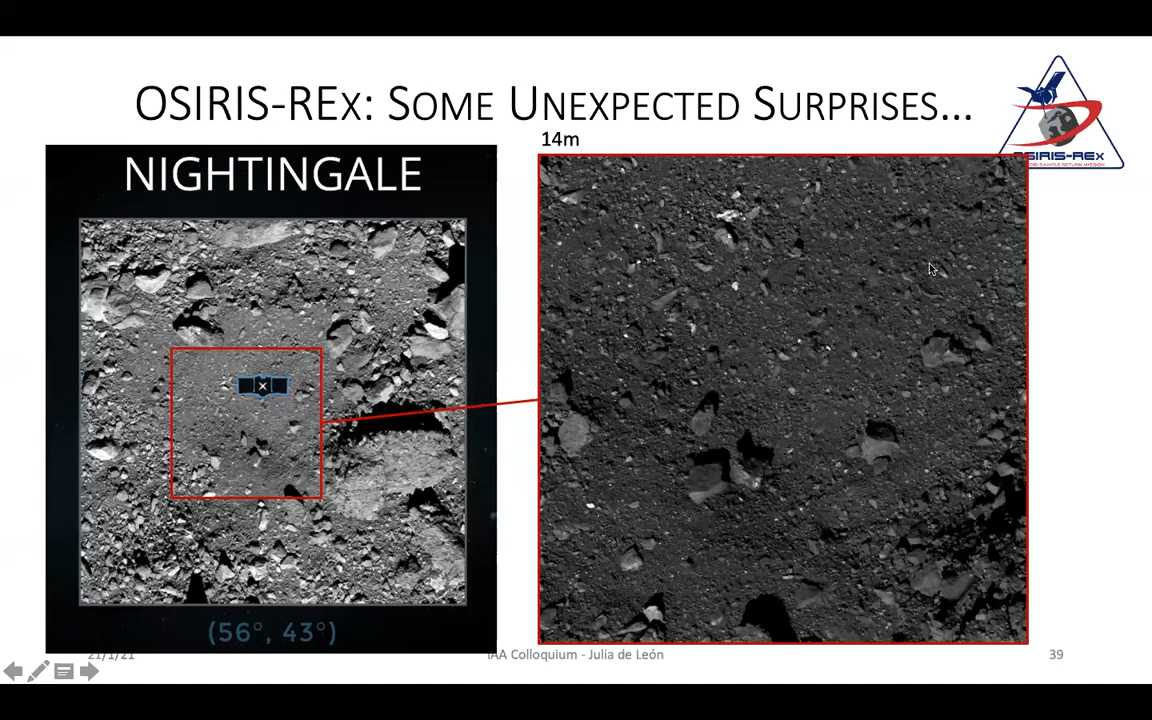 OSIRIS-REX: SOME UNEXPECTED SURPRISES...
14m
OSIRIS-REx
NIGHTINGALE
(56°, 43°)
21/1/21
IAA Colloquium - Julia de León
39